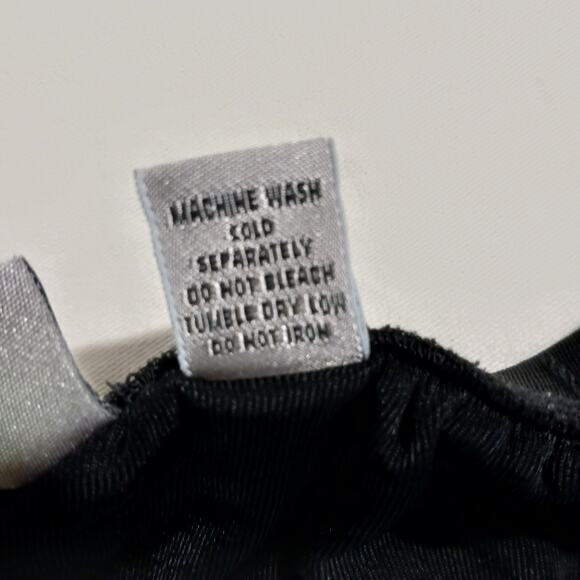 MACHINE WASH
COLD
SEPARATELY
DO NOT BLEACH
TUMBLE DRY LOW
DO NOT IRON